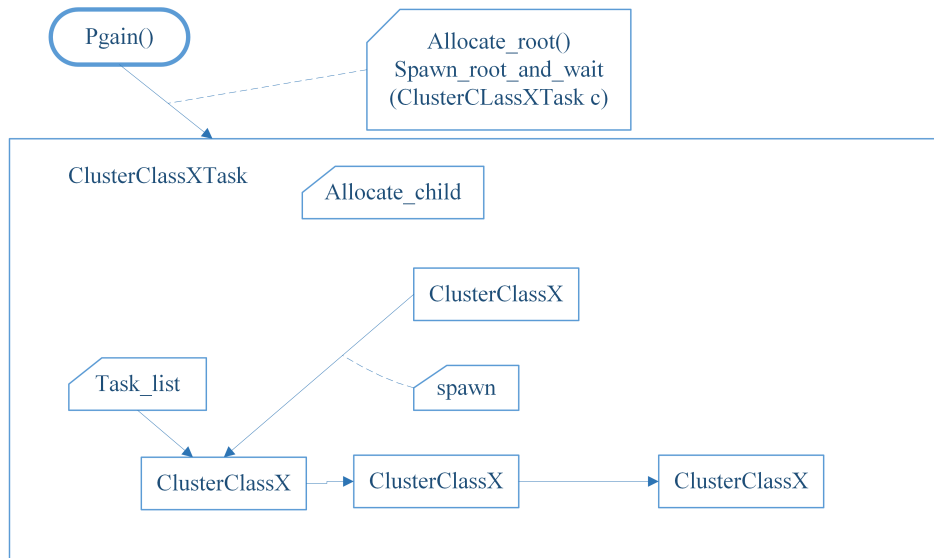 Pgain()
Allocate_root()
Spawn_root_and_wait
(ClusterCLassXTask c)
ClusterClassXTask
Allocate_child
ClusterClassX
Task_list
spawn
ClusterClassX
ClusterClassX
ClusterClassX